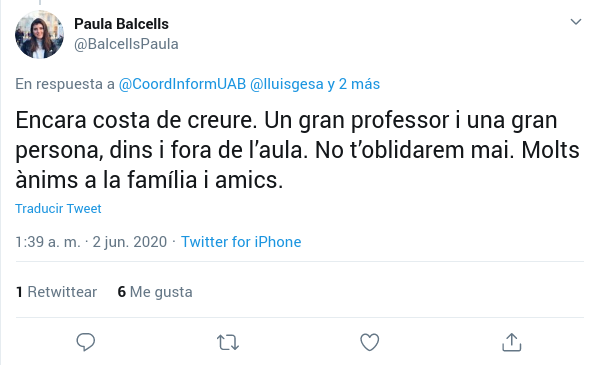 Paula Balcells
@BalcellsPaula
En respuesta a @CoordInformUAB @lluisgesa y 2 más
Encara costa de creure. Un gran professor i una gran
persona, dins i fora de l’aula. No t’oblidarem mai. Molts
ànims a la família i amics.
Traducir Tweet
1:39 a. m. · 2 jun. 2020 · Twitter for iPhone
1 Retwittear 6 Me gusta